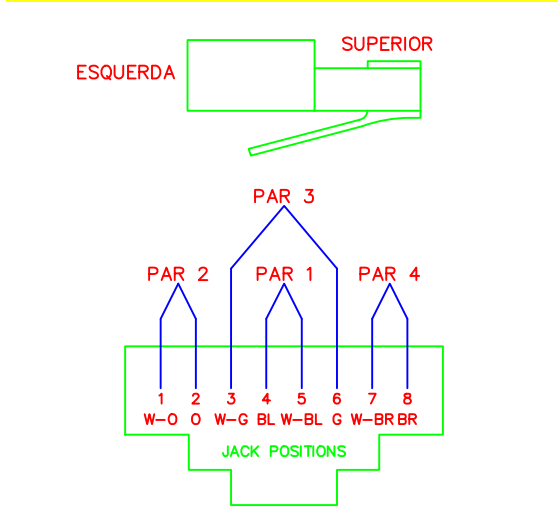 SUPERIOR
ESQUERDA
PAR 3
PAR 2 PAR 1 PAR 4
1 2 3 4 5 6 7 8
W-O O W-G BL W-BL G W-BR BR
JACK POSITIONS